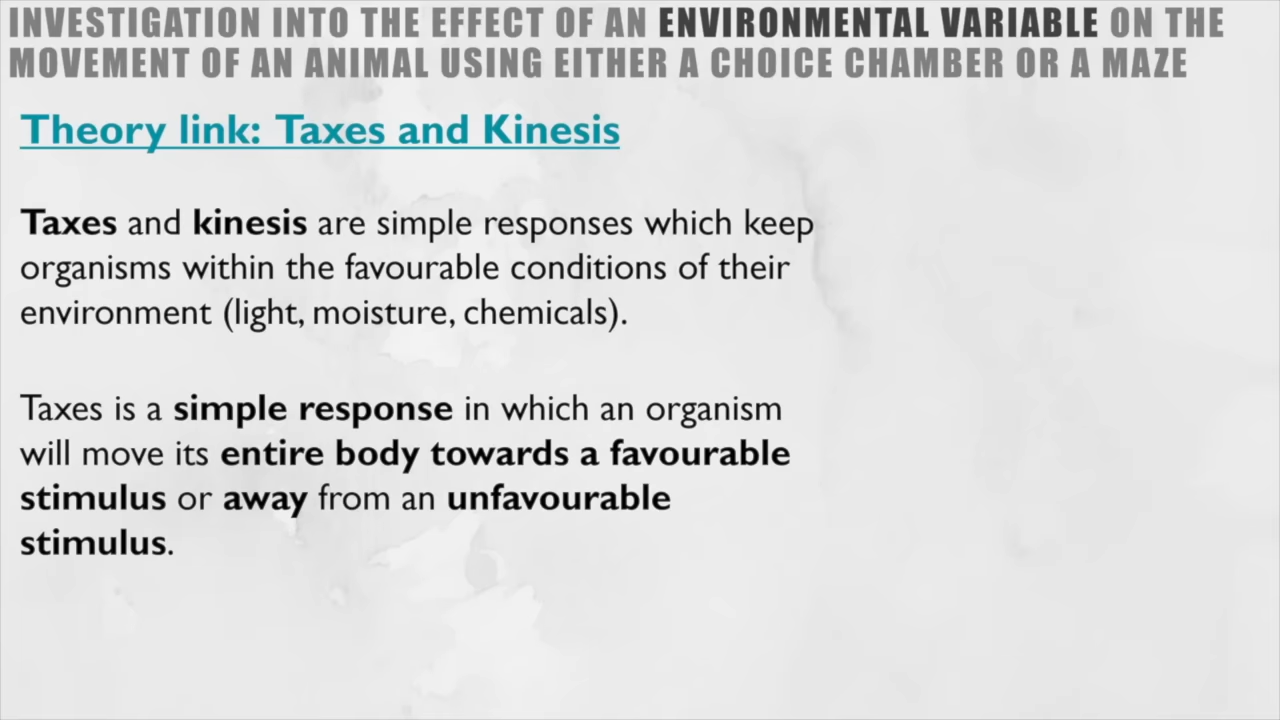 INVESTIGATION INTO THE EFFECT OF AN ENVIRONMENTAL VARIABLE ON THE
MOVEMENT OF AN ANIMAL USING EITHER A CHOICE CHAMBER OR A MAZE
Theory link: Taxes and Kinesis
Taxes and kinesis are simple responses which keep
organisms within the favourable conditions of their
environment (light, moisture, chemicals).
Taxes is a simple response in which an organism
will move its entire body towards a favourable
stimulus or away from an unfavourable
stimulus.